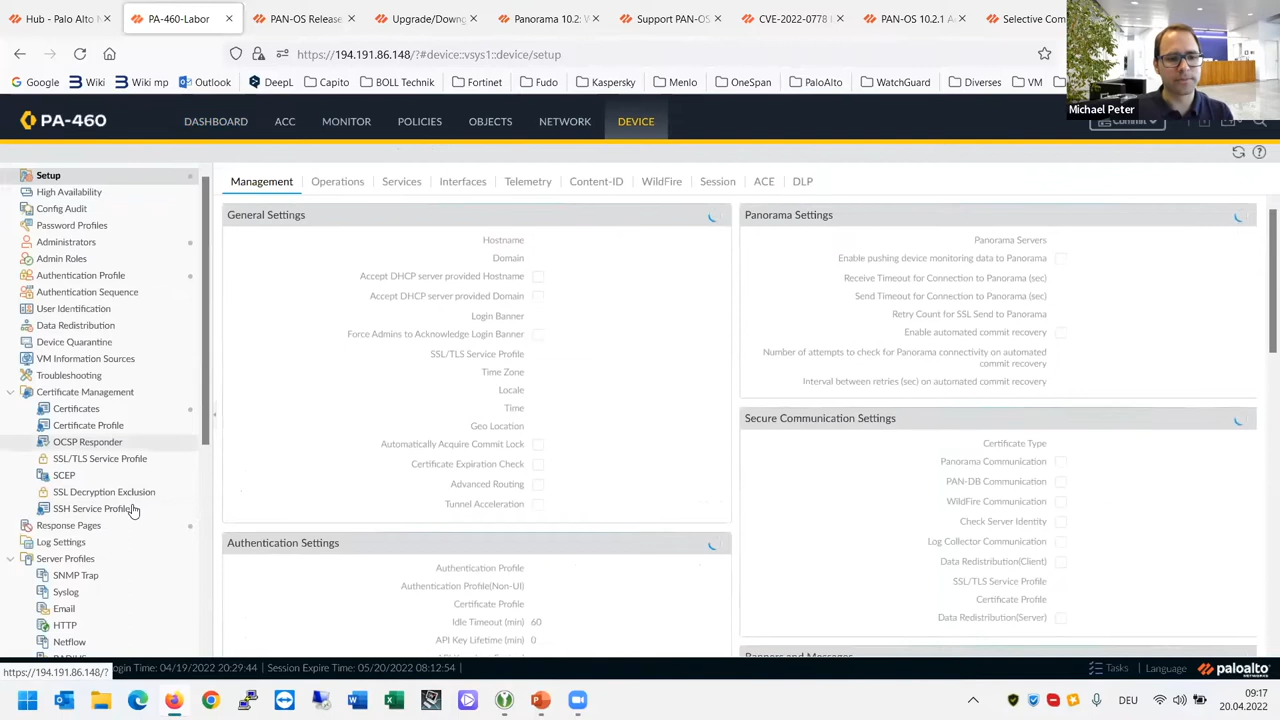 Hub - Palo Alto N
PA-460-Labor
PAN-OS Release
Upgrade/Down
Panorama 10.2:
Support PAN-OS
CVE-2022-0778
PAN-OS 10.2.1
Selective Com
https://194.191.86.148/?#device::vsys1::device/setup
Google Wiki Wiki mp Outlook DeepL Capito BOLL Technik Fortinet Fudo Kaspersky Menlo OneSpan PaloAlto WatchGuard Diverses VM
Michael Peter
PA-460 DASHBOARD ACC MONITOR POLICIES OBJECTS NETWORK DEVICE Commit
Setup
High Availability
Config Audit
Password Profiles
Administrators
Admin Roles
Authentication Profile
Authentication Sequence
User Identification
Data Redistribution
Device Quarantine
VM Information Sources
Troubleshooting
Certificate Management
Certificates
Certificate Profile
OCSP Responder
SSL/TLS Service Profile
SCEP
SSL Decryption Exclusion
SSH Service Profile
Response Pages
Log Settings
Server Profiles
SNMP Trap
Syslog
Email
HTTP
Netflow
Management Operations Services Interfaces Telemetry Content-ID WildFire Session ACE DLP
General Settings
Hostname
Domain
Accept DHCP server provided Hostname
Accept DHCP server provided Domain
Login Banner
Force Admins to Acknowledge Login Banner
SSL/TLS Service Profile
Time Zone
Locale
Time
Geo Location
Automatically Acquire Commit Lock
Certificate Expiration Check
Advanced Routing
Tunnel Acceleration
Authentication Settings
Authentication Profile
Authentication Profile(Non-UI)
Certificate Profile
Idle Timeout (min) 60
API Key Lifetime (min) 0
Panorama Settings
Panorama Servers
Enable pushing device monitoring data to Panorama
Receive Timeout for Connection to Panorama (sec)
Send Timeout for Connection to Panorama (sec)
Retry Count for SSL Send to Panorama
Enable automated commit recovery
Number of attempts to check for Panorama connectivity on automated
commit recovery
Interval between retries (sec) on automated commit recovery
Secure Communication Settings
Certificate Type
Panorama Communication
PAN-DB Communication
WildFire Communication
Check Server Identity
Log Collector Communication
Data Redistribution(Client)
SSL/TLS Service Profile
Certificate Profile
Data Redistribution(Server)
Banners and Messages
https://194.191.86.148/?
ogin Time: 04/19/2022 20:29:44 | Session Expire Time: 05/20/2022 08:12:54 |
Tasks | Language paloalto NETWORKS
DEU
09:17
20.04.2022